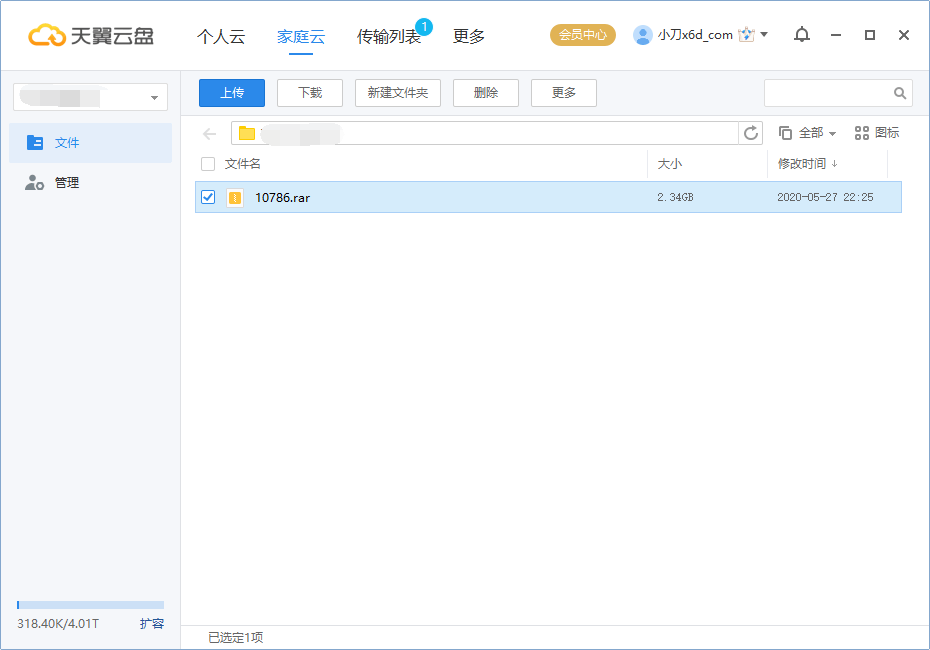 天翼云盘
个人云 家庭云 传输列表 1 更多 会员中心 小刀x6d_com
上传 下载 新建文件夹 删除 更多
全部 图标
文件
管理
文件名 大小 修改时间↓
10786.rar 2.34GB 2020-05-27 22:25
318.40K/4.01T 扩容
已选定1项